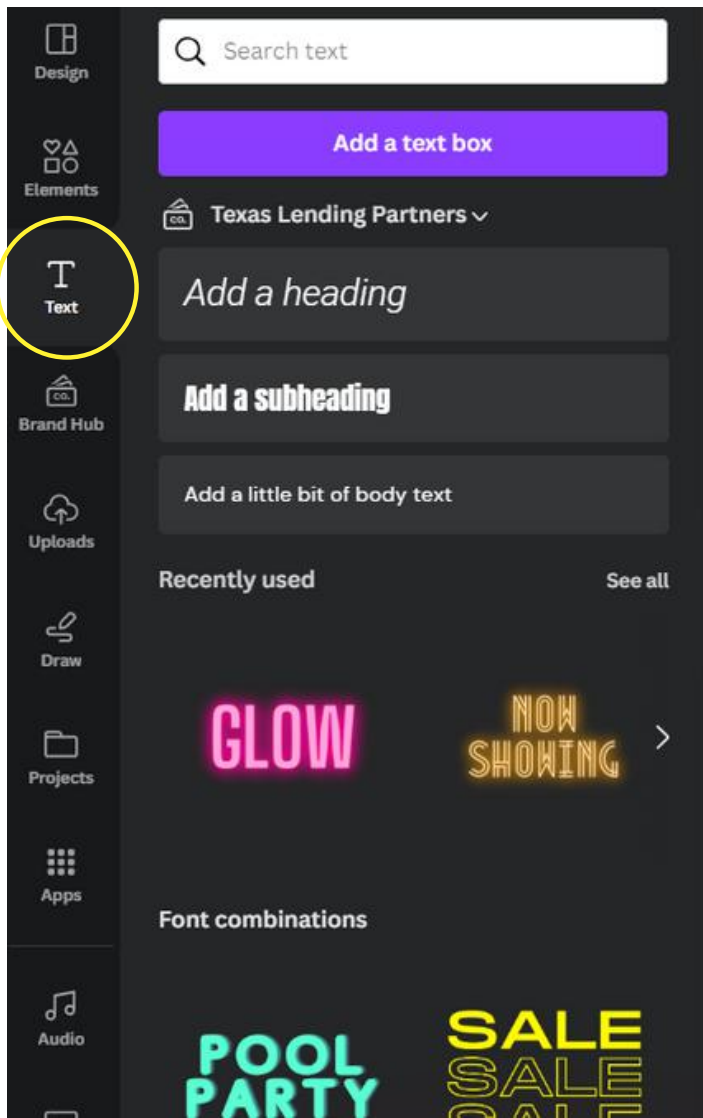 Design
Elements
Text
Brand Hub
Uploads
Draw
Projects
Apps
Audio
Search text
Add a text box
CO. Texas Lending Partners
Add a heading
Add a subheading
Add a little bit of body text
Recently used See all
GLOW
NOW
SHOWING
Font combinations
POOL
PARTY
SALE
SALE
SALE